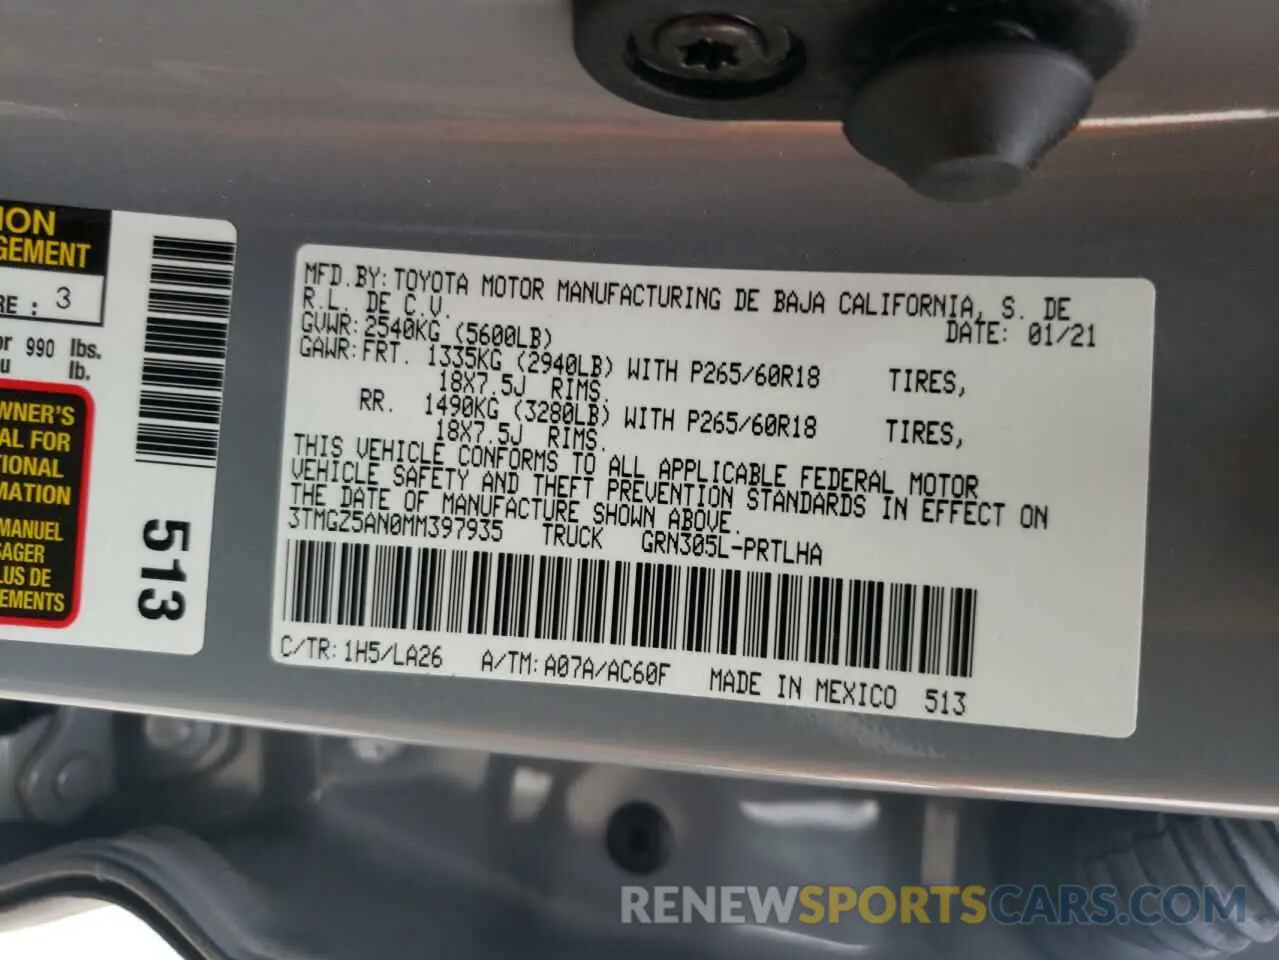 ION
GEMENT
RE : 3
or 990 lbs.
u lb.
WNER'S
AL FOR
TIONAL
MATION
MANUEL
SAGER
LUS DE
EMENTS
513
MFD.BY:TOYOTA MOTOR MANUFACTURING DE BAJA CALIFORNIA, S. DE
R.L. DE C.V. DATE: 01/21
GVWR:2540KG (5600LB)
GAWR:FRT. 1335KG (2940LB) WITH P265/60R18 TIRES,
18X7.5J RIMS.
RR. 1490KG (3280LB) WITH P265/60R18 TIRES,
18X7.5J RIMS.
THIS VEHICLE CONFORMS TO ALL APPLICABLE FEDERAL MOTOR
VEHICLE SAFETY AND THEFT PREVENTION STANDARDS IN EFFECT ON
THE DATE OF MANUFACTURE SHOWN ABOVE.
3TMGZ5AN0MM397935 TRUCK GRN305L-PRTLHA
C/TR:1H5/LA26 A/TM:A07A/AC60F MADE IN MEXICO 513
RENEWSPORTSCARS.COM